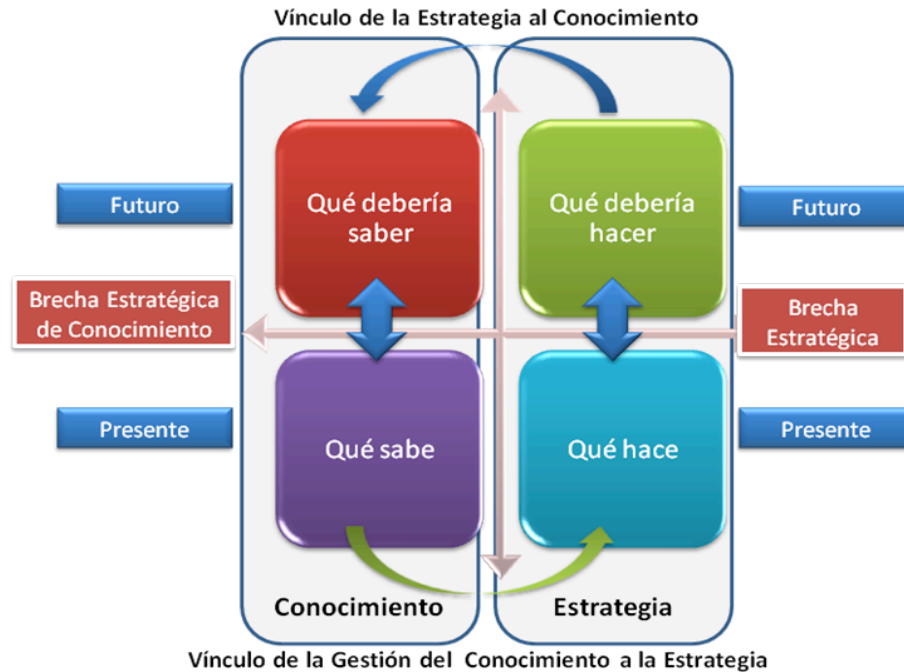 Vínculo de la Estrategia al Conocimiento
Qué debería
saber
Qué debería
hacer
Futuro
Futuro
Brecha Estratégica
de Conocimiento
Brecha
Estratégica
Presente
Qué sabe
Qué hace
Presente
Conocimiento
Estrategia
Vínculo de la Gestión del Conocimiento a la Estrategia